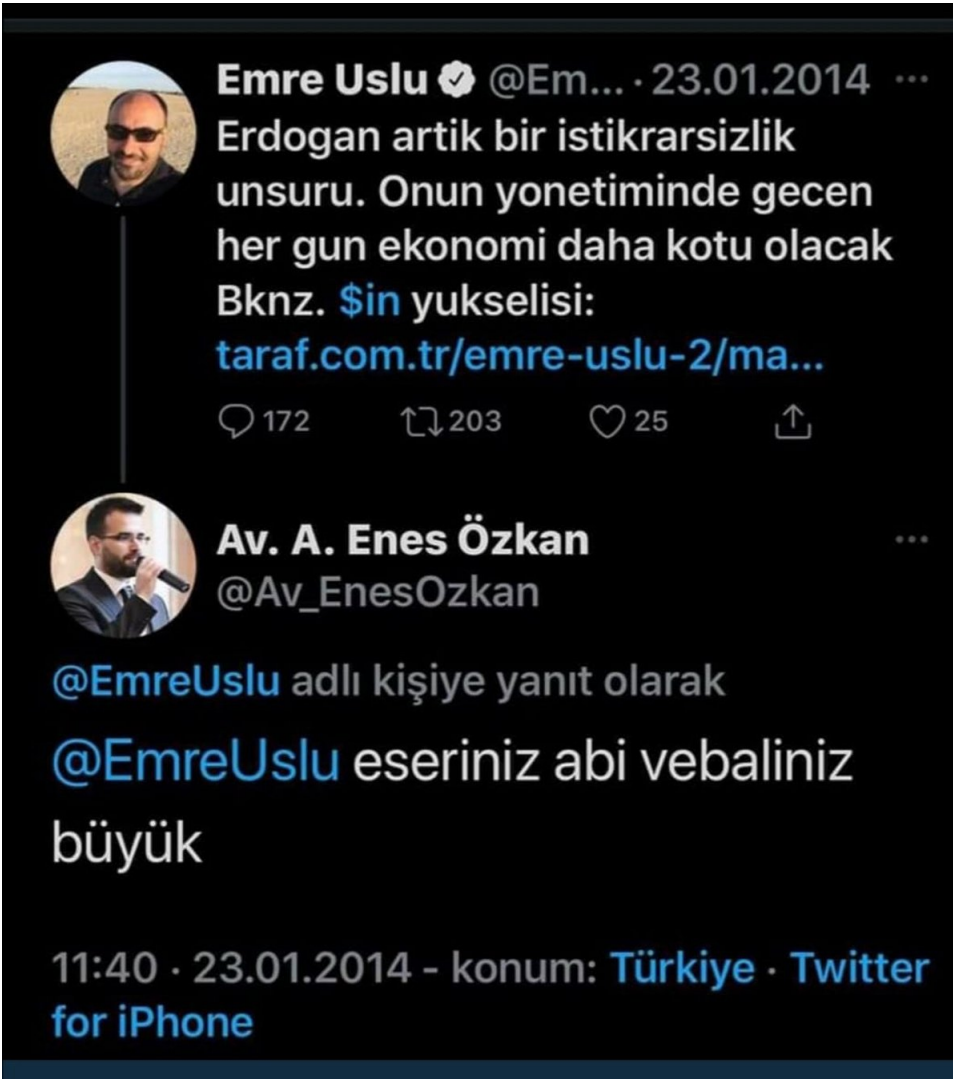 Emre Uslu @Em... · 23.01.2014
Erdogan artik bir istikrarsizlik
unsuru. Onun yonetiminde gecen
her gun ekonomi daha kotu olacak
Bknz. $in yukselisi:
taraf.com.tr/emre-uslu-2/ma...
172 203 25
Av. A. Enes Özkan
@Av_EnesOzkan
@EmreUslu adlı kişiye yanıt olarak
@EmreUslu eseriniz abi vebaliniz
büyük
11:40 · 23.01.2014 - konum: Türkiye · Twitter
for iPhone